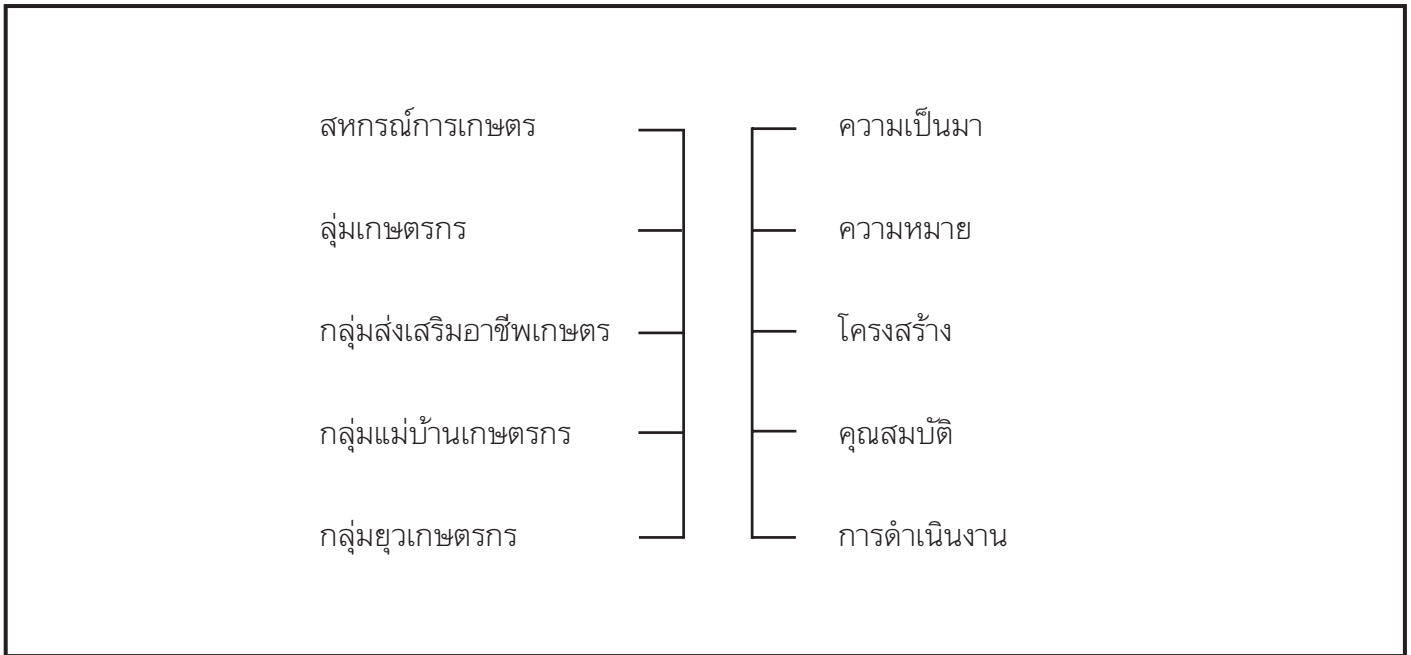 สหกรณ์การเกษตร ความเป็นมา
ลุ่มเกษตรกร ความหมาย
กลุ่มส่งเสริมอาชีพเกษตร โครงสร้าง
กลุ่มแม่บ้านเกษตรกร คุณสมบัติ
กลุ่มยุวเกษตรกร การดำเนินงาน